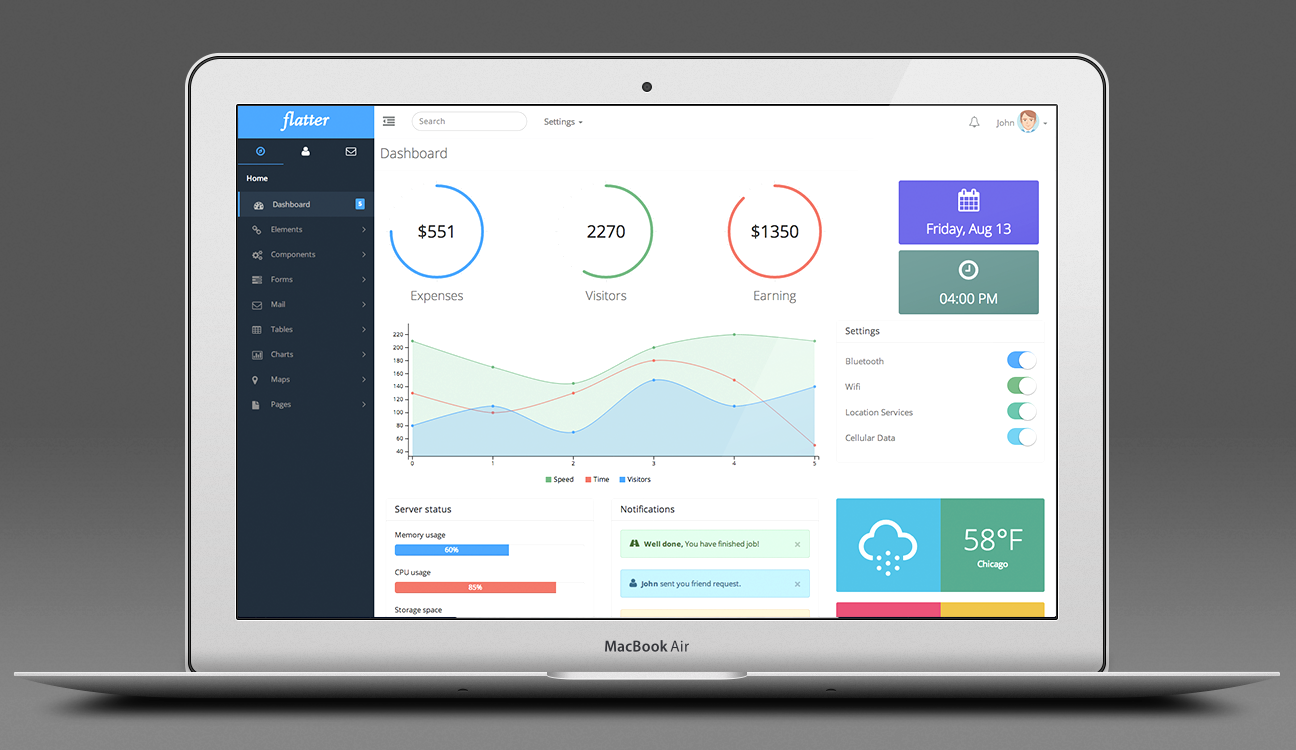 flatter
Search
Settings
John
Home
Dashboard
5
Elements
Components
Forms
Mail
Tables
Charts
Maps
Pages
Dashboard
$551
Expenses
2270
Visitors
$1350
Earning
Friday, Aug 13
04:00 PM
220
200
180
160
140
120
100
80
60
40
0 1 2 3 4 5
Speed Time Visitors
Settings
Bluetooth
Wifi
Location Services
Cellular Data
Server status
Memory usage
60%
CPU usage
85%
Storage space
Notifications
Well done, You have finished job!
×
John sent you friend request.
×
58°F
Chicago
MacBook Air